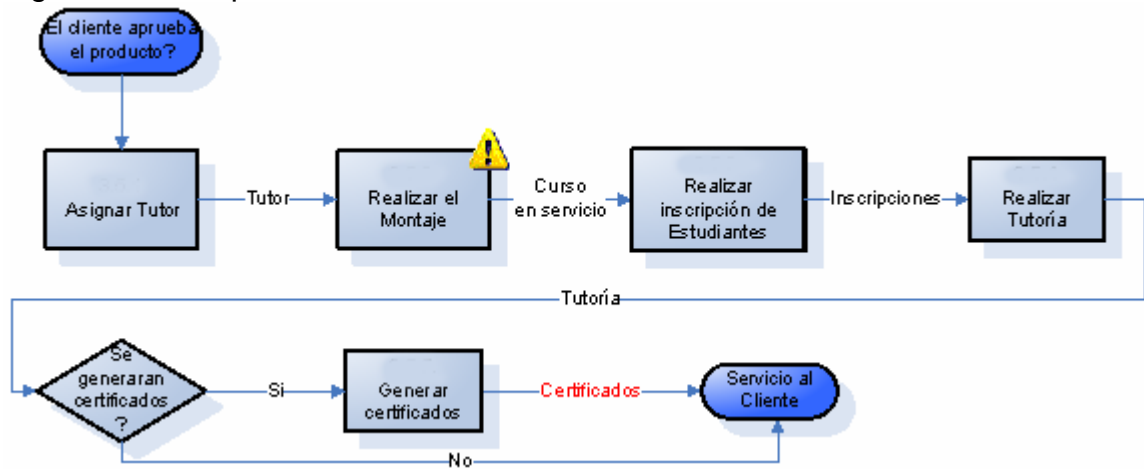 El cliente aprueba
el producto?
Asignar Tutor
Tutor
Realizar el
Montaje
Curso
en servicio
Realizar
inscripción de
Estudiantes
Inscripciones
Realizar
Tutoría
Tutoría
Se
generaran
certificados
?
Si
Generar
certificados
Certificados
Servicio al
Cliente
No